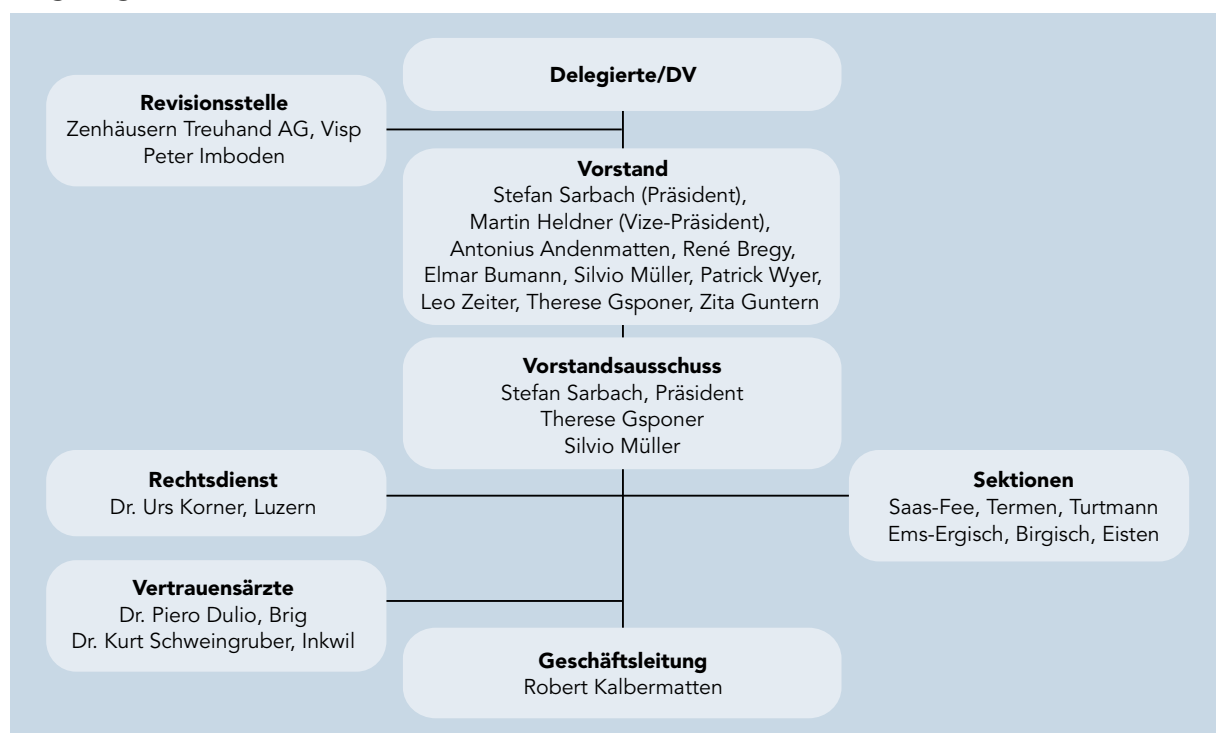 Delegierte/DV
Revisionsstelle
Zenhäusern Treuhand AG, Visp
Peter Imboden
Vorstand
Stefan Sarbach (Präsident),
Martin Heldner (Vize-Präsident),
Antonius Andenmatten, René Bregy,
Elmar Bumann, Silvio Müller, Patrick Wyer,
Leo Zeiter, Therese Gsponer, Zita Guntern
Vorstandsausschuss
Stefan Sarbach, Präsident
Therese Gsponer
Silvio Müller
Rechtsdienst
Dr. Urs Korner, Luzern
Sektionen
Saas-Fee, Termen, Turtmann
Ems-Ergisch, Birgisch, Eisten
Vertrauensärzte
Dr. Piero Dulio, Brig
Dr. Kurt Schweingruber, Inkwil
Geschäftsleitung
Robert Kalbermatten